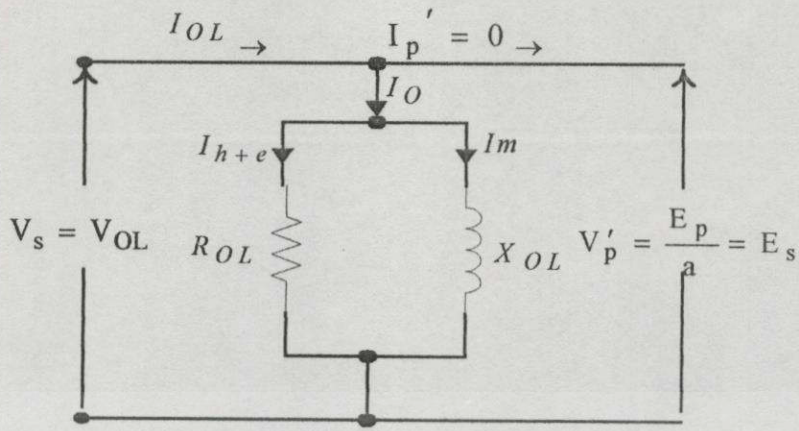 I_OL → I_p' = 0 →
I_O
I_h+e Im
V_s = V_OL R_OL X_OL V_p' = E_p/a = E_s